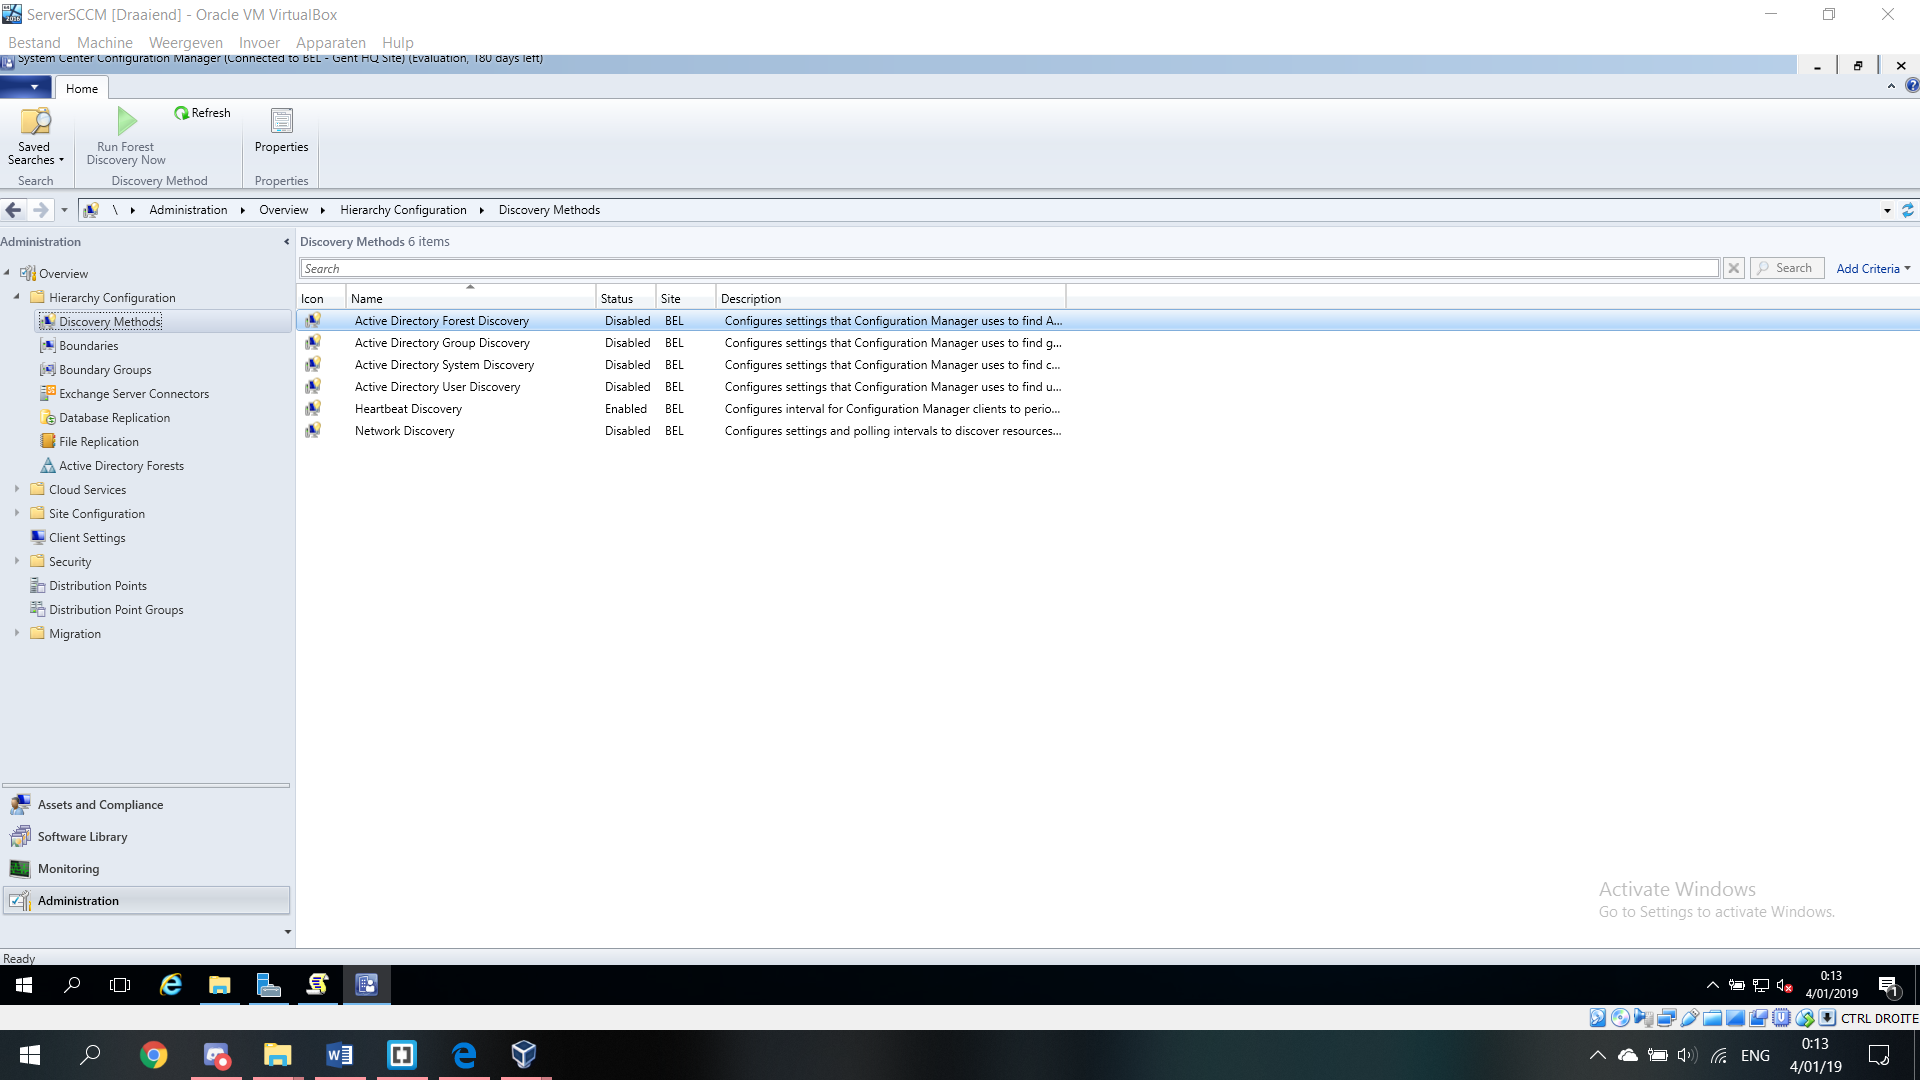 ServerSCCM [Draaiend] - Oracle VM VirtualBox
Bestand Machine Weergeven Invoer Apparaten Hulp
System Center Configuration Manager (Connected to BEL - Gent HQ Site) (Evaluation, 180 days left)
Home
Saved Searches
Run Forest Discovery Now
Refresh
Properties
Search
Discovery Method
Properties
\ Administration Overview Hierarchy Configuration Discovery Methods
Administration
Overview
Hierarchy Configuration
Discovery Methods
Boundaries
Boundary Groups
Exchange Server Connectors
Database Replication
File Replication
Active Directory Forests
Cloud Services
Site Configuration
Client Settings
Security
Distribution Points
Distribution Point Groups
Migration
Assets and Compliance
Software Library
Monitoring
Administration
Discovery Methods 6 items
Search
Search
Add Criteria
Icon Name Status Site Description
Active Directory Forest Discovery Disabled BEL Configures settings that Configuration Manager uses to find A...
Active Directory Group Discovery Disabled BEL Configures settings that Configuration Manager uses to find g...
Active Directory System Discovery Disabled BEL Configures settings that Configuration Manager uses to find c...
Active Directory User Discovery Disabled BEL Configures settings that Configuration Manager uses to find u...
Heartbeat Discovery Enabled BEL Configures interval for Configuration Manager clients to perio...
Network Discovery Disabled BEL Configures settings and polling intervals to discover resources...
Activate Windows
Go to Settings to activate Windows.
Ready
0:13
4/01/2019
1
CTRL DROITE
ENG
0:13
4/01/19